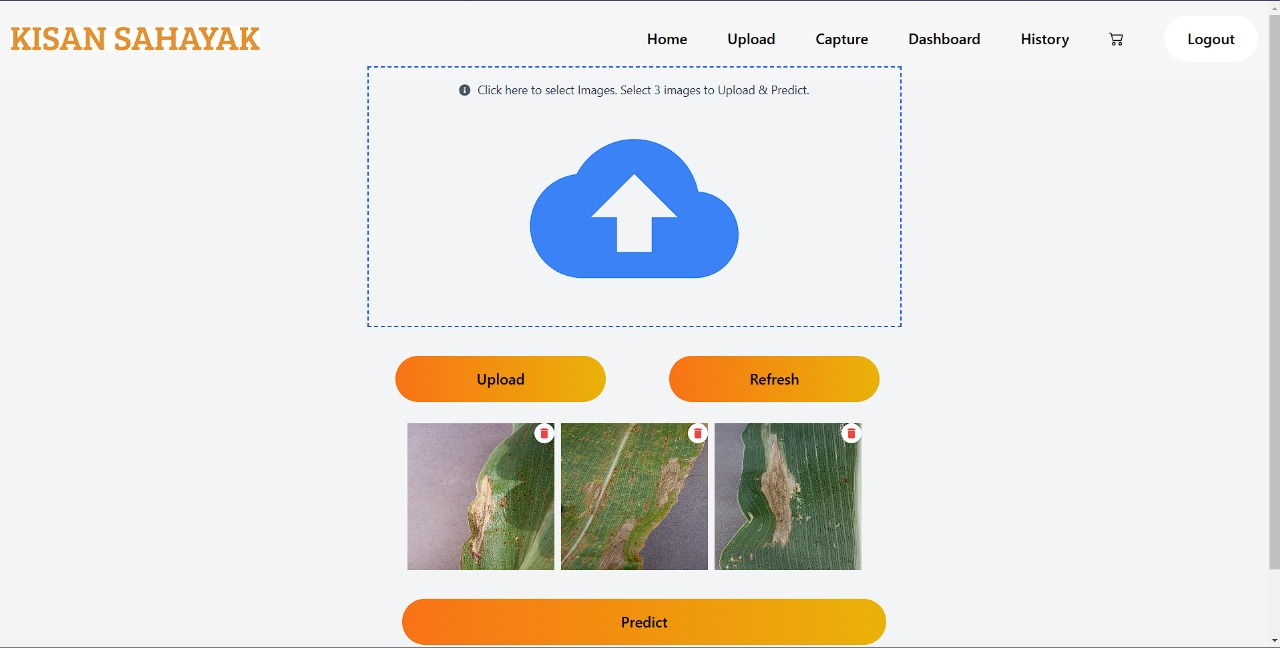 KISAN SAHAYAK
Home Upload Capture Dashboard History Logout
Click here to select Images. Select 3 images to Upload & Predict.
Upload Refresh
Predict